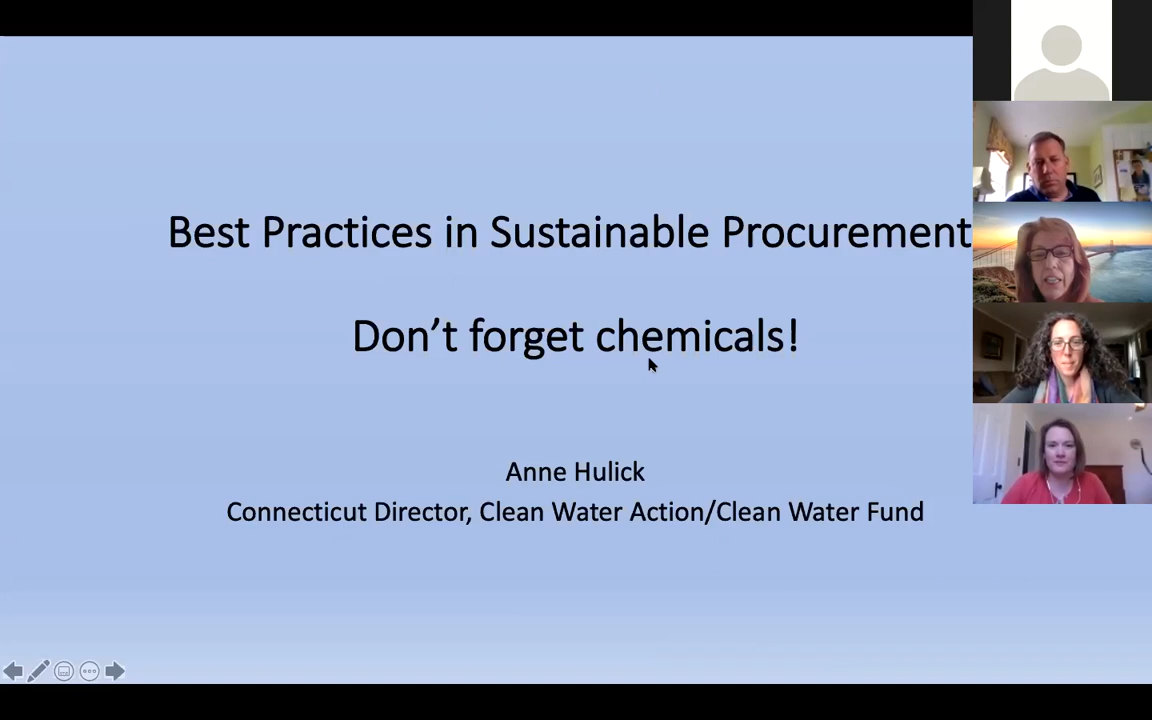 Best Practices in Sustainable Procurement
Don't forget chemicals!
Anne Hulick
Connecticut Director, Clean Water Action/Clean Water Fund